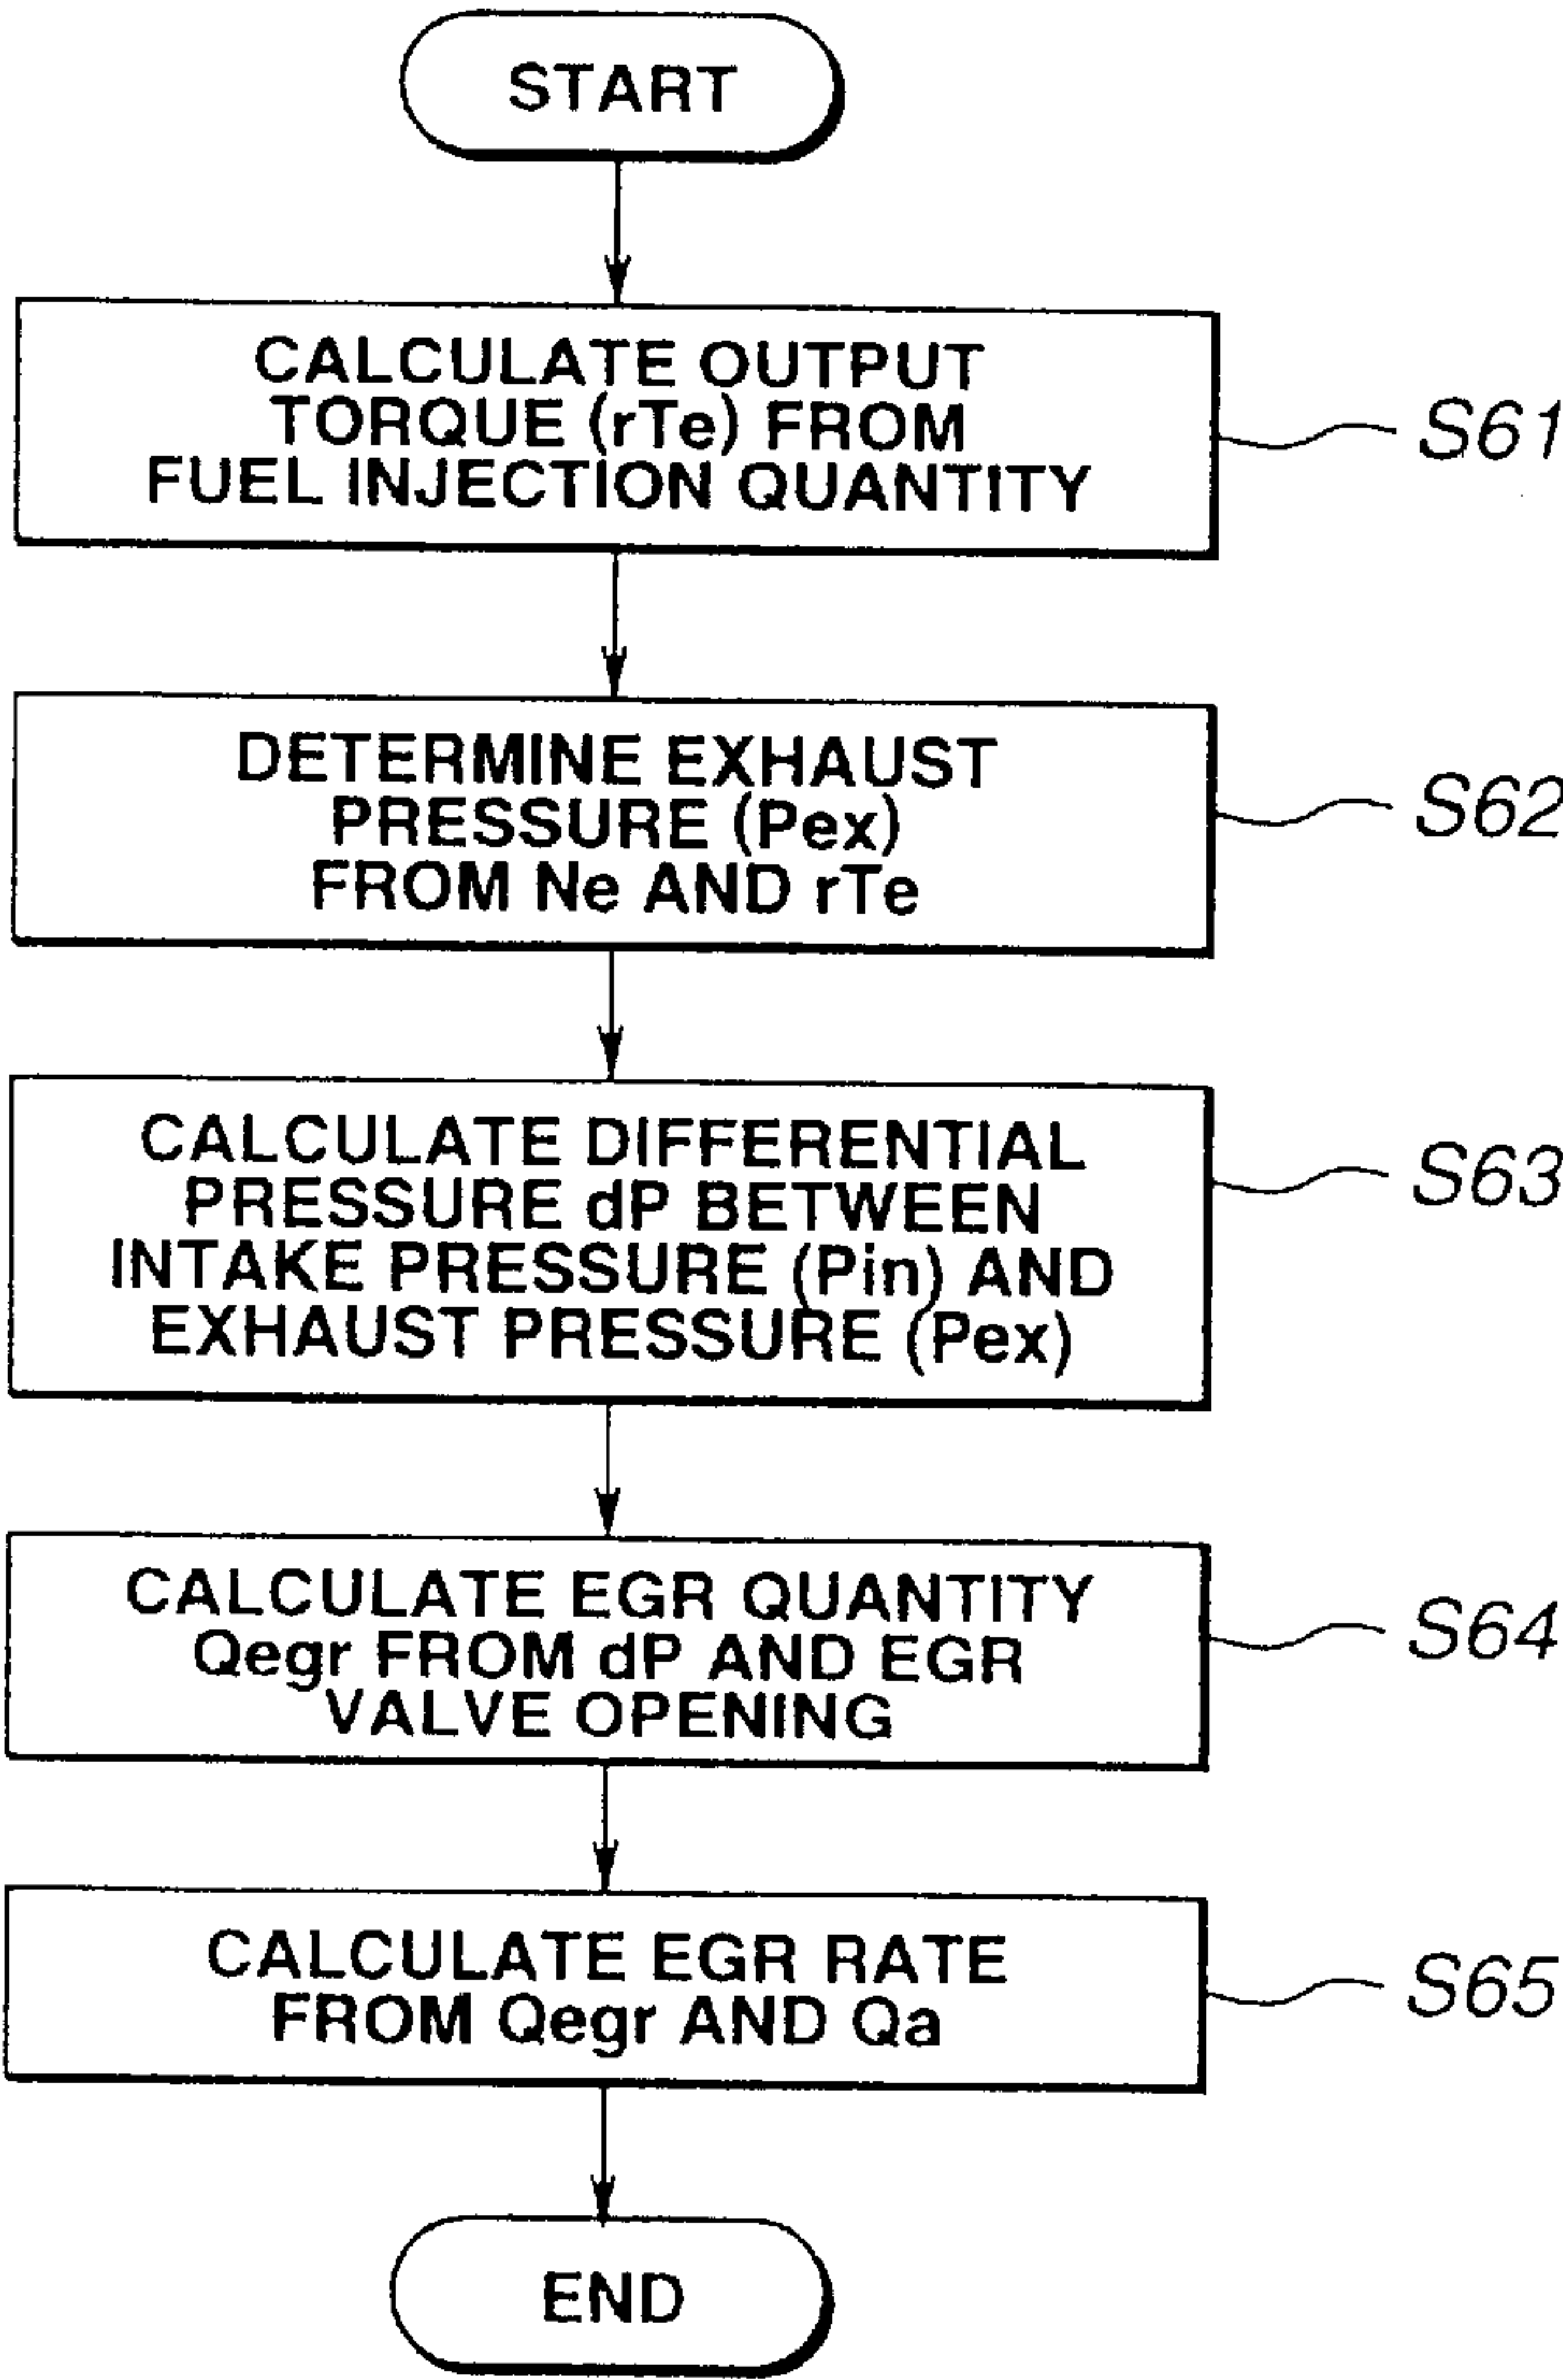 START
CALCULATE OUTPUT
TORQUE (rTe) FROM
FUEL INJECTION QUANTITY
S61
DETERMINE EXHAUST
PRESSURE (Pex)
FROM Ne AND rTe
S62
CALCULATE DIFFERENTIAL
PRESSURE dP BETWEEN
INTAKE PRESSURE (Pin) AND
EXHAUST PRESSURE (Pex)
S63
CALCULATE EGR QUANTITY
Qegr FROM dP AND EGR
VALVE OPENING
S64
CALCULATE EGR RATE
FROM Qegr AND Qa
S65
END